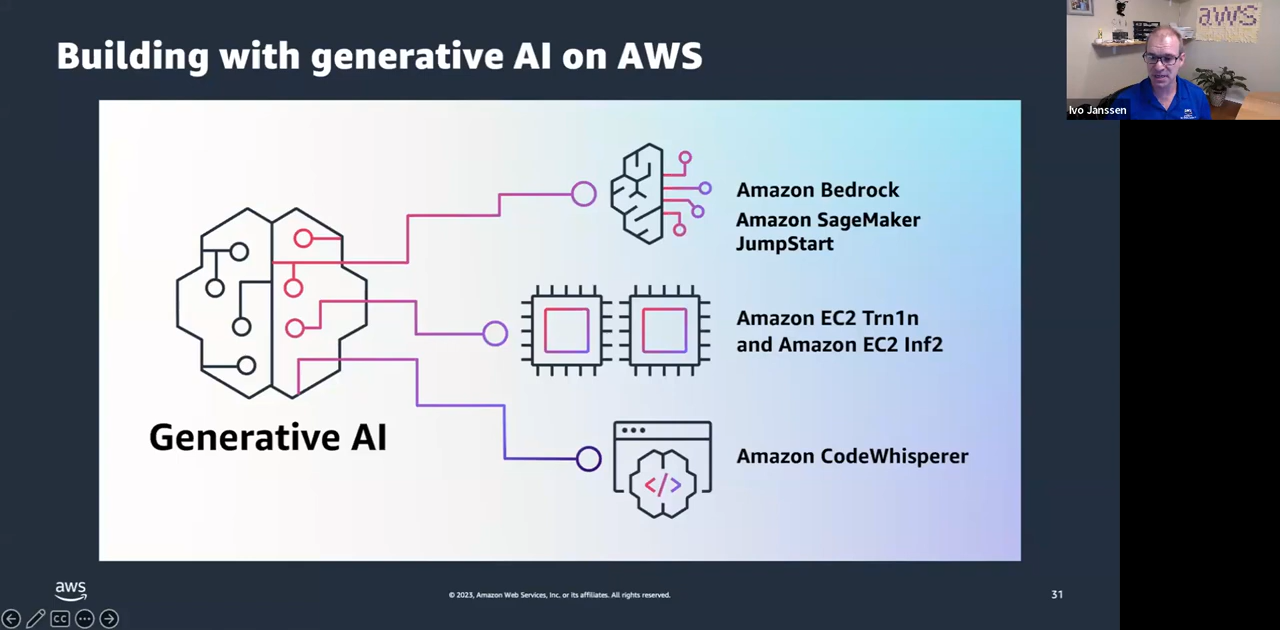 Building with generative AI on AWS
aws
Ivo Janssen
aws
Amazon Bedrock
Amazon SageMaker
JumpStart
Amazon EC2 Trn1n
and Amazon EC2 Inf2
Generative AI
</>
Amazon CodeWhisperer
aws
© 2023, Amazon Web Services, Inc. or its affiliates. All rights reserved.
31
CC